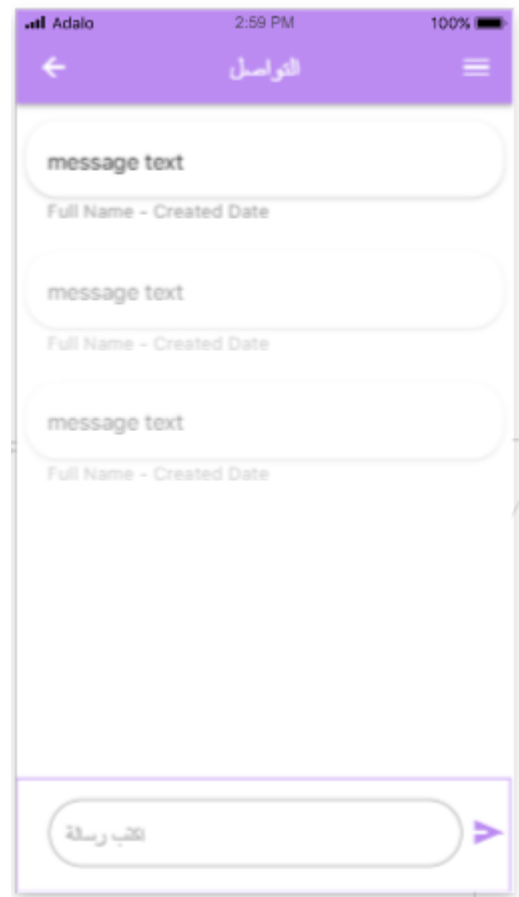 Adalo 2:59 PM 100%
التواصل
message text
Full Name - Created Date
message text
Full Name - Created Date
message text
Full Name - Created Date
اكتب رسالة